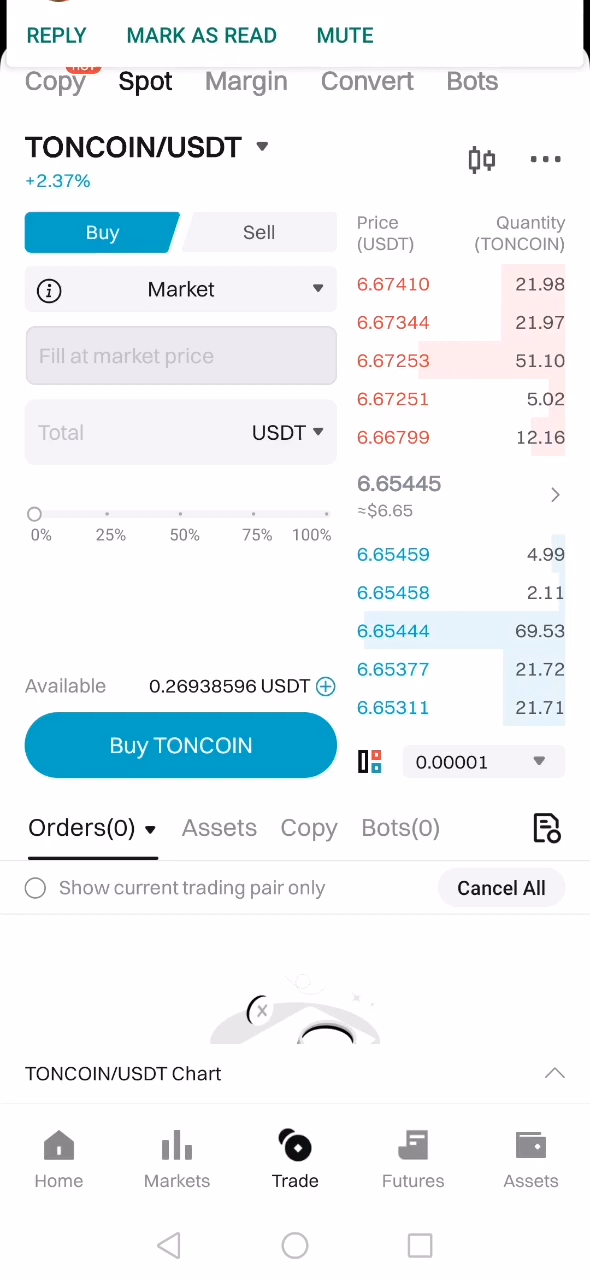 REPLY MARK AS READ MUTE
HOT
Copy Spot Margin Convert Bots
TONCOIN/USDT
+2.37%
Buy Sell
Market
Fill at market price
Total USDT
0% 25% 50% 75% 100%
Available 0.26938596 USDT
Buy TONCOIN
Price (USDT) Quantity (TONCOIN)
6.67410 21.98
6.67344 21.97
6.67253 51.10
6.67251 5.02
6.66799 12.16
6.65445
≈$6.65
6.65459 4.99
6.65458 2.11
6.65444 69.53
6.65377 21.72
6.65311 21.71
0.00001
Orders(0) Assets Copy Bots(0)
Show current trading pair only Cancel All
TONCOIN/USDT Chart
Home Markets Trade Futures Assets